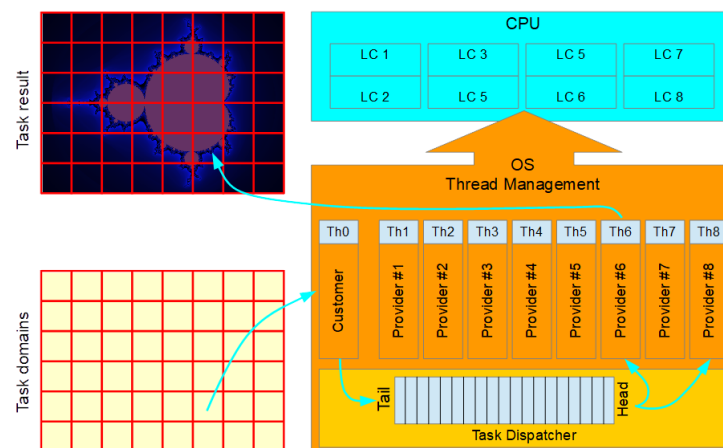 Task result
CPU
LC 1
LC 3
LC 5
LC 7
LC 2
LC 5
LC 6
LC 8
OS
Thread Management
Th0
Th1
Th2
Th3
Th4
Th5
Th6
Th7
Th8
Customer
Provider #1
Provider #2
Provider #3
Provider #4
Provider #5
Provider #6
Provider #7
Provider #8
Task domains
Tail
Head
Task Dispatcher